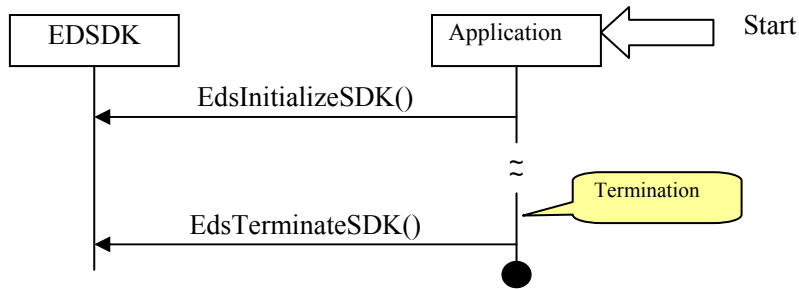 EDSDK
Application
Start
EdsInitializeSDK()
≈
Termination
EdsTerminateSDK()